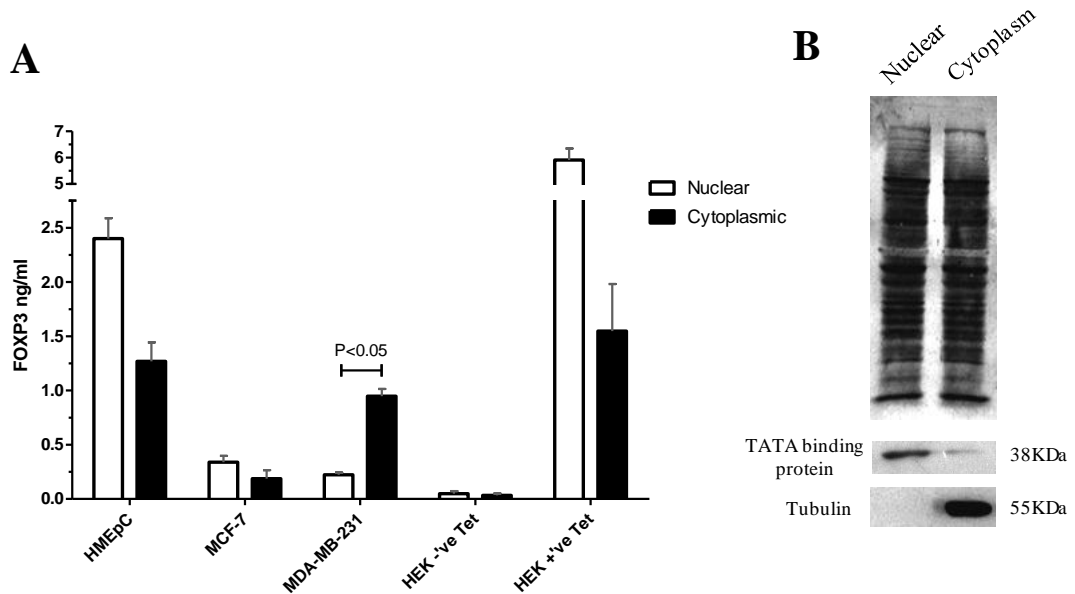 A
FOXP3 ng/ml
7
6
5
2.5
2.0
1.5
1.0
0.5
0.0
P<0.05
Nuclear
Cytoplasmic
HMEpC
MCF-7
MDA-MB-231
HEK -'ve Tet
HEK +'ve Tet
B
Nuclear
Cytoplasm
TATA binding
protein
38KDa
Tubulin
55KDa